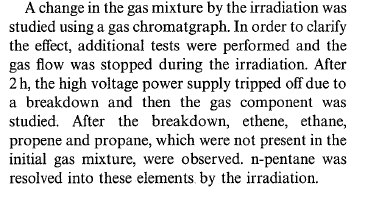 A change in the gas mixture by the irradiation was
studied using a gas chromatgraph. In order to clarify
the effect, additional tests were performed and the
gas flow was stopped during the irradiation. After
2 h, the high voltage power supply tripped off due to
a breakdown and then the gas component was
studied. After the breakdown, ethene, ethane,
propene and propane, which were not present in the
initial gas mixture, were observed. n-pentane was
resolved into these elements by the irradiation.